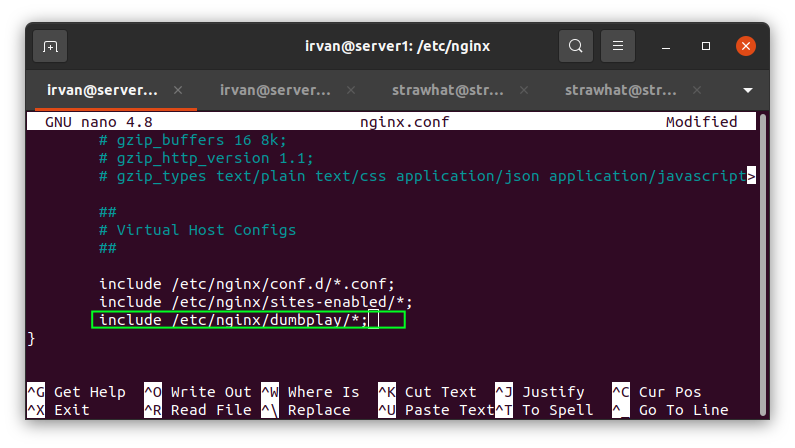 irvan@server1: /etc/nginx
irvan@server... × irvan@server... × strawhat@str... × strawhat@str... ×
GNU nano 4.8 nginx.conf Modified
# gzip_buffers 16 8k;
# gzip_http_version 1.1;
# gzip_types text/plain text/css application/json application/javascript>
##
# Virtual Host Configs
##
include /etc/nginx/conf.d/*.conf;
include /etc/nginx/sites-enabled/*;
include /etc/nginx/dumbplay/*;
}
^G Get Help ^O Write Out ^W Where Is ^K Cut Text ^J Justify ^C Cur Pos
^X Exit ^R Read File ^\ Replace ^U Paste Text ^T To Spell ^_ Go To Line